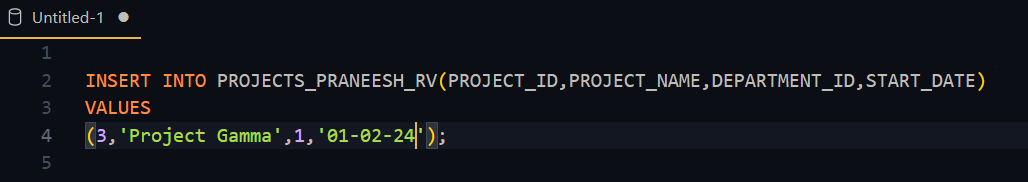 Untitled-1
1
2 INSERT INTO PROJECTS_PRANEESH_RV(PROJECT_ID,PROJECT_NAME,DEPARTMENT_ID,START_DATE)
3 VALUES
4 (3,'Project Gamma',1,'01-02-24');
5